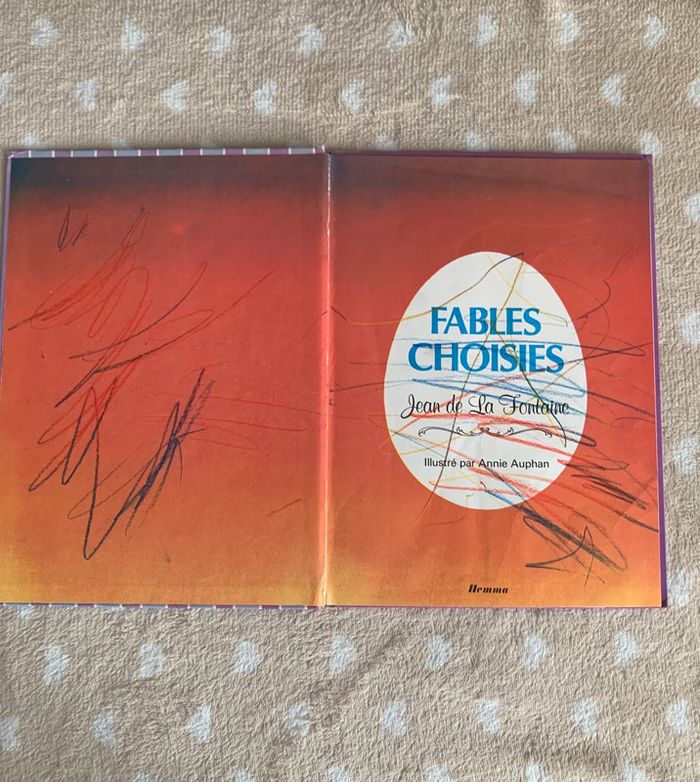 FABLES
CHOISIES
Jean de La Fontaine
Illustré par Annie Auphan
Hemma